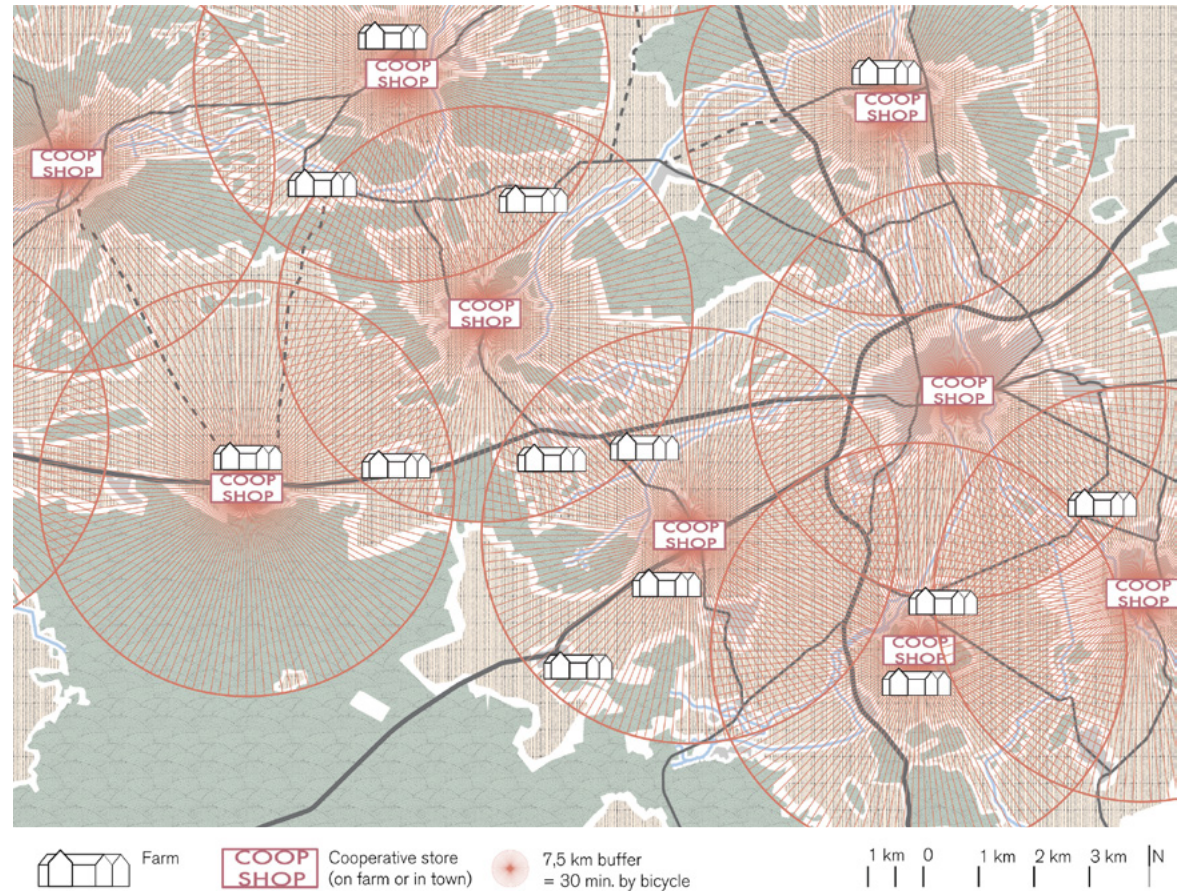 COOP
SHOP
COOP
SHOP
COOP
SHOP
COOP
SHOP
COOP
SHOP
COOP
SHOP
COOP
SHOP
COOP
SHOP
COOP
SHOP
Farm
COOP
SHOP
Cooperative store
(on farm or in town)
7,5 km buffer
= 30 min. by bicycle
1 km 0 1 km 2 km 3 km N